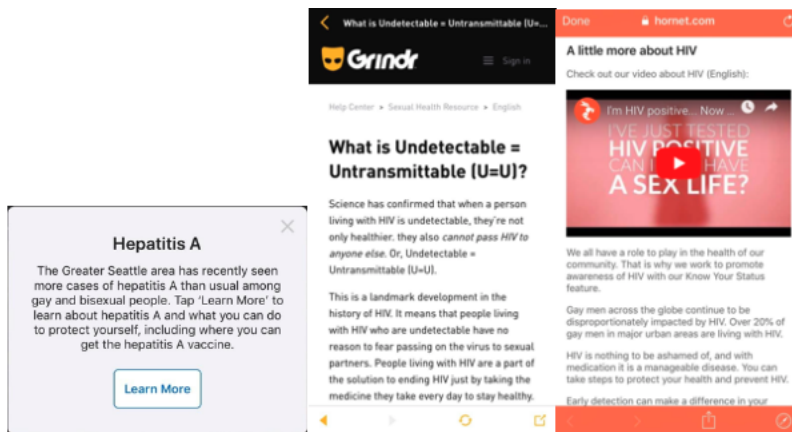 Hepatitis A
The Greater Seattle area has recently seen
more cases of hepatitis A than usual among
gay and bisexual people. Tap ‘Learn More’ to
learn about hepatitis A and what you can do
to protect yourself, including where you can
get the hepatitis A vaccine.
Learn More
What is Undetectable = Untransmittable (U=...
Grindr
Sign in
Help Center > Sexual Health Resource > English
What is Undetectable =
Untransmittable (U=U)?
Science has confirmed that when a person
living with HIV is undetectable, they're not
only healthier. they also cannot pass HIV to
anyone else. Or, Undetectable =
Untransmittable (U=U).
This is a landmark development in the
history of HIV. It means that people living
with HIV who are undetectable have no
reason to fear passing on the virus to sexual
partners. People living with HIV are a part of
the solution to ending HIV just by taking the
medicine they take every day to stay healthy.
Done
hornet.com
A little more about HIV
Check out our video about HIV (English):
I'm HIV positive... Now ...
I'VE JUST TESTED
HIV POSITIVE
CAN I HAVE
A SEX LIFE?
We all have a role to play in the health of our
community. That is why we work to promote
awareness of HIV with our Know Your Status
feature.
Gay men across the globe continue to be
disproportionately impacted by HIV. Over 20% of
gay men in major urban areas are living with HIV.
HIV is nothing to be ashamed of, and with
medication it is a manageable disease. You can
take steps to protect your health and prevent HIV.
Early detection can make a difference in your